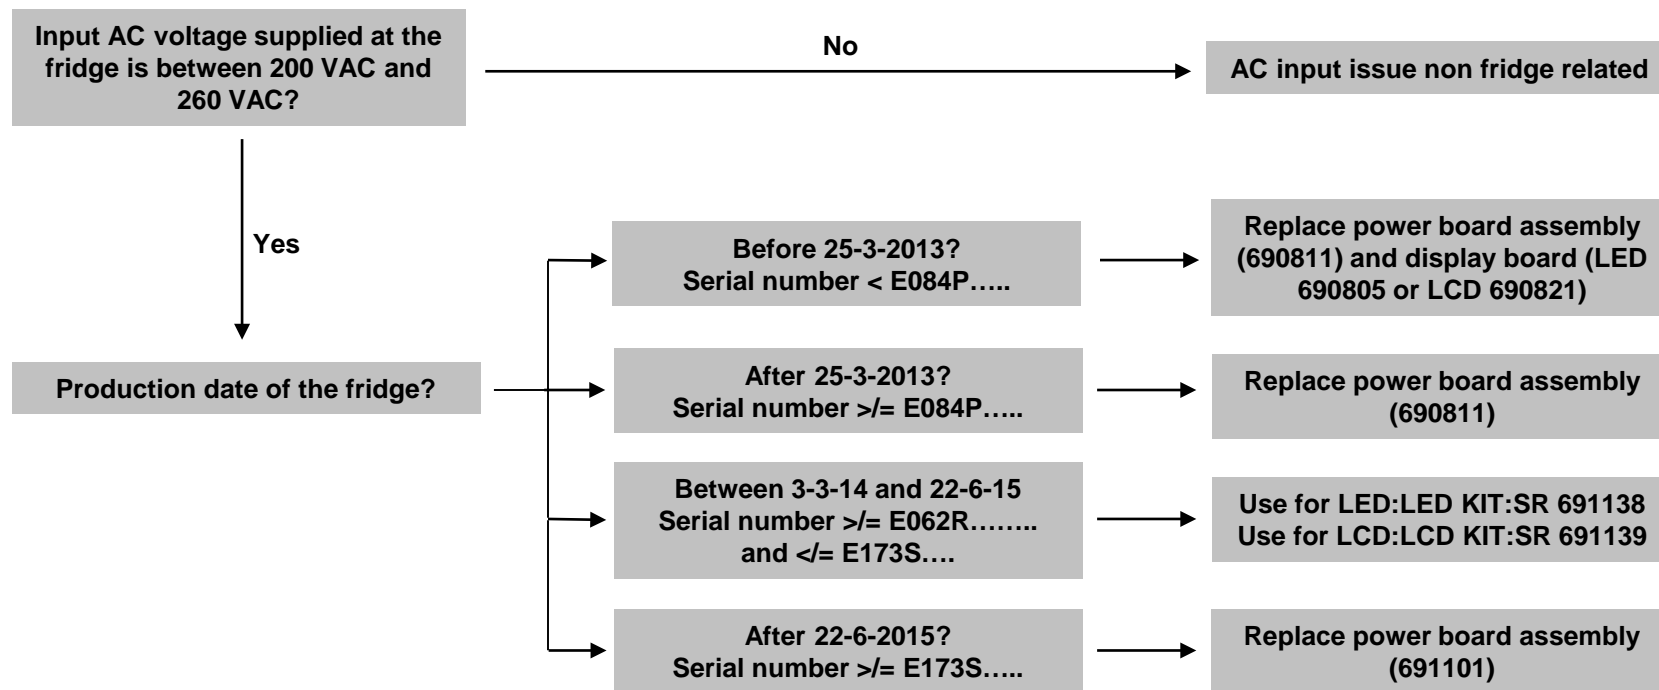 Input AC voltage supplied at the
fridge is between 200 VAC and
260 VAC?
No
AC input issue non fridge related
Yes
Before 25-3-2013?
Serial number < E084P…..
Replace power board assembly
(690811) and display board (LED
690805 or LCD 690821)
Production date of the fridge?
After 25-3-2013?
Serial number >/= E084P…..
Replace power board assembly
(690811)
Between 3-3-14 and 22-6-15
Serial number >/= E062R……..
and </= E173S….
Use for LED:LED KIT:SR 691138
Use for LCD:LCD KIT:SR 691139
After 22-6-2015?
Serial number >/= E173S…..
Replace power board assembly
(691101)